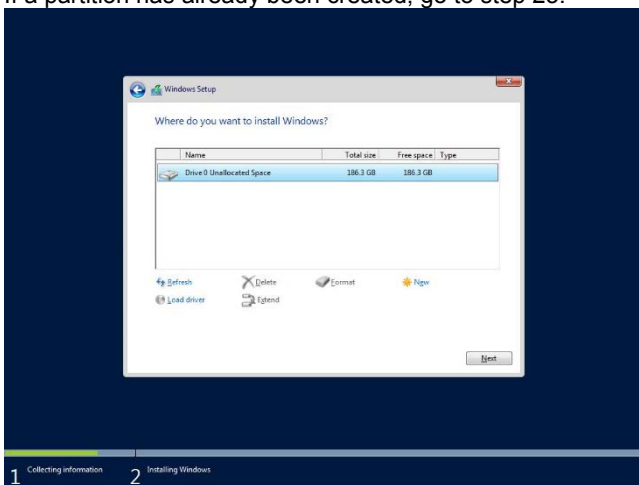 If a partition has already been created, go to step 25.
Windows Setup
Where do you want to install Windows?
Name Total size Free space Type
Drive 0 Unallocated Space 186.3 GB 186.3 GB
Refresh Delete Format New
Load driver Extend
Next
1 Collecting information 2 Installing Windows